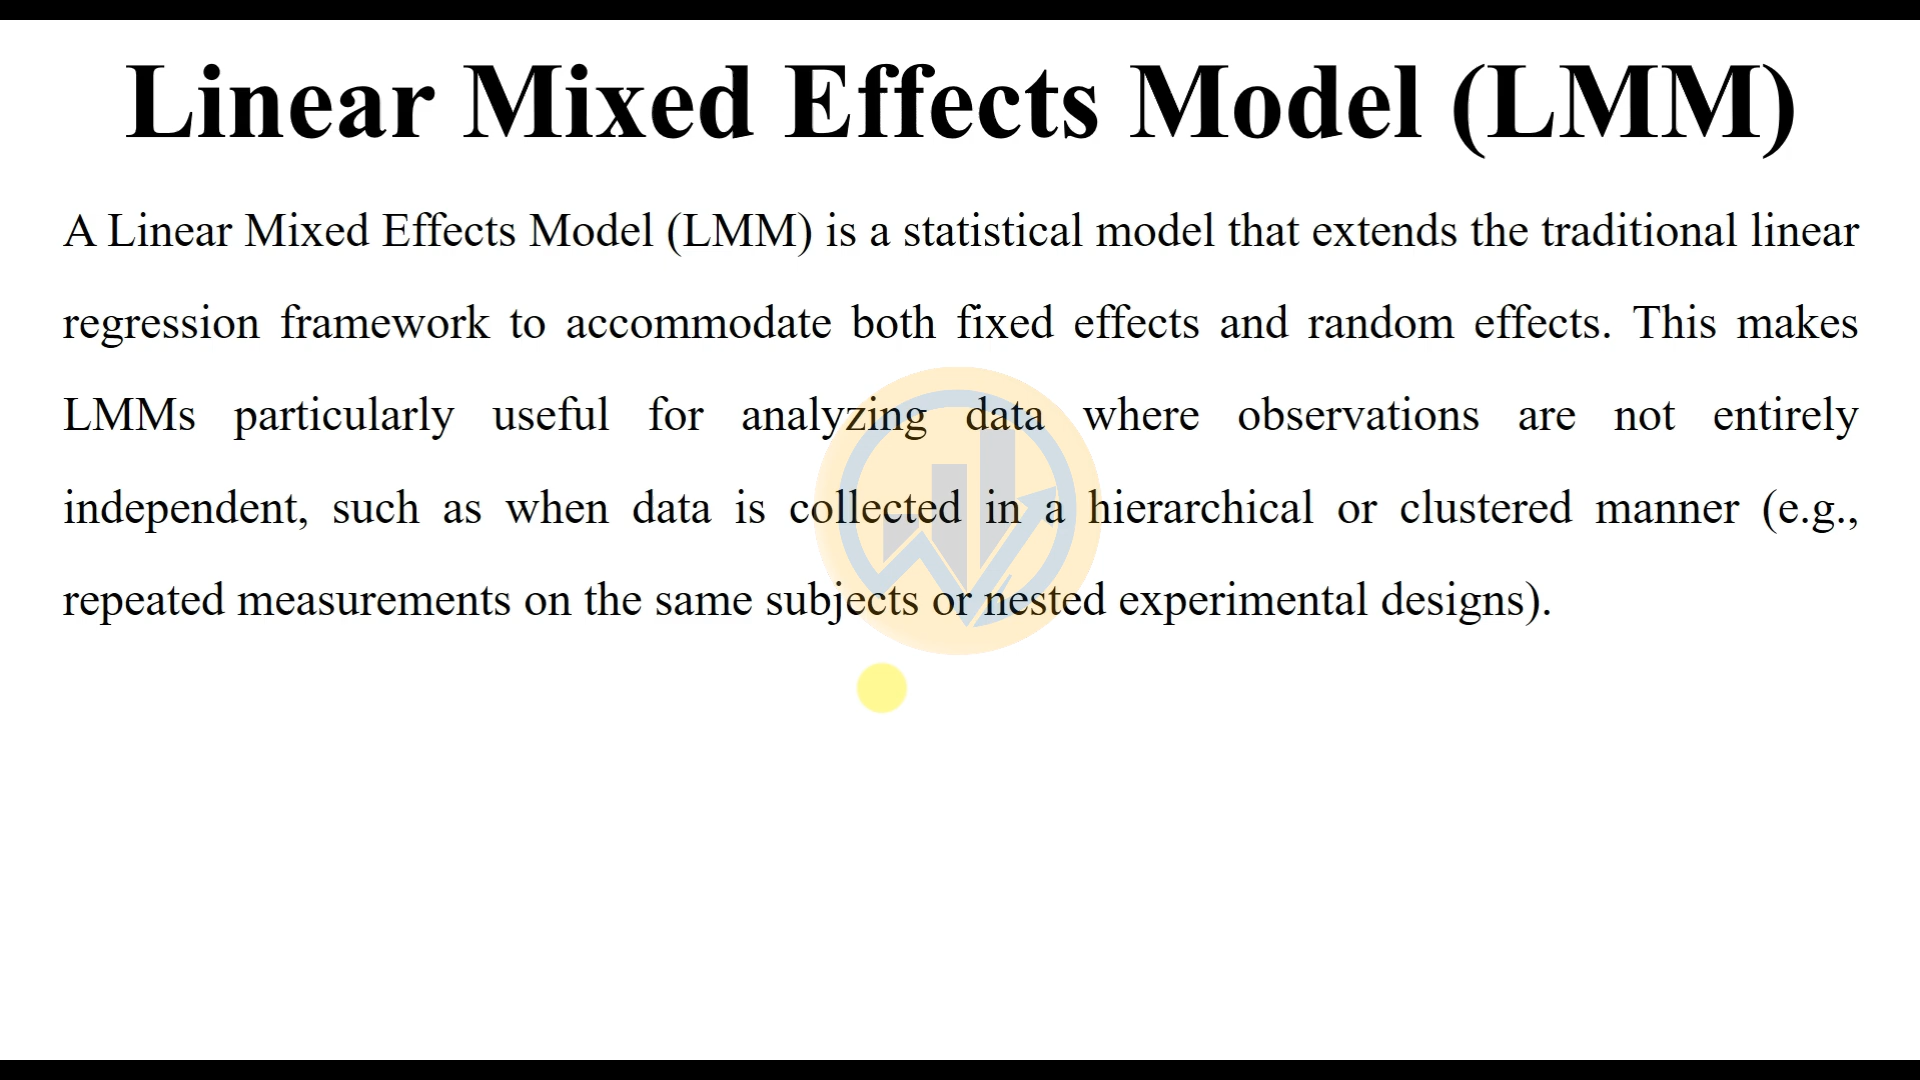 Linear Mixed Effects Model (LMM)
A Linear Mixed Effects Model (LMM) is a statistical model that extends the traditional linear
regression framework to accommodate both fixed effects and random effects. This makes
LMMs particularly useful for analyzing data where observations are not entirely
independent, such as when data is collected in a hierarchical or clustered manner (e.g.,
repeated measurements on the same subjects or nested experimental designs).